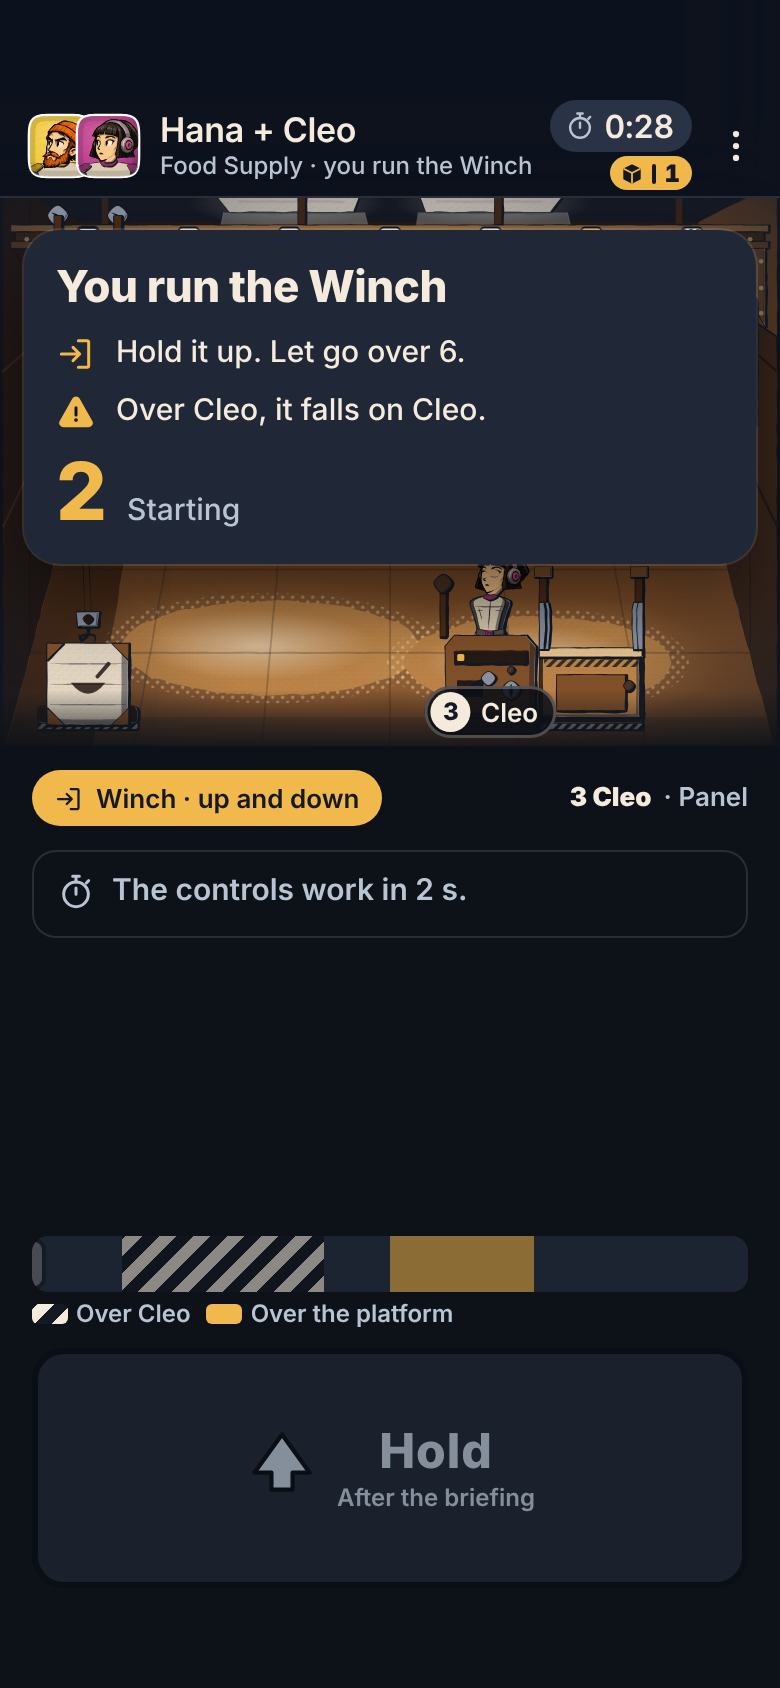 Hana + Cleo
Food Supply · you run the Winch
0:28
1
You run the Winch
Hold it up. Let go over 6.
Over Cleo, it falls on Cleo.
2 Starting
3 Cleo
Winch · up and down
3 Cleo · Panel
The controls work in 2 s.
Over Cleo
Over the platform
Hold
After the briefing